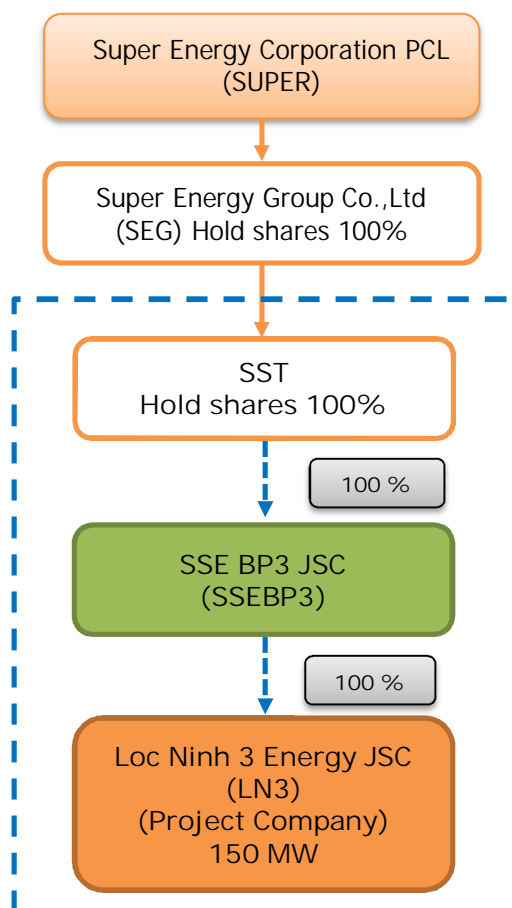 Super Energy Corporation PCL
(SUPER)
Super Energy Group Co.,Ltd
(SEG) Hold shares 100%
SST
Hold shares 100%
100 %
SSE BP3 JSC
(SSEBP3)
100 %
Loc Ninh 3 Energy JSC
(LN3)
(Project Company)
150 MW